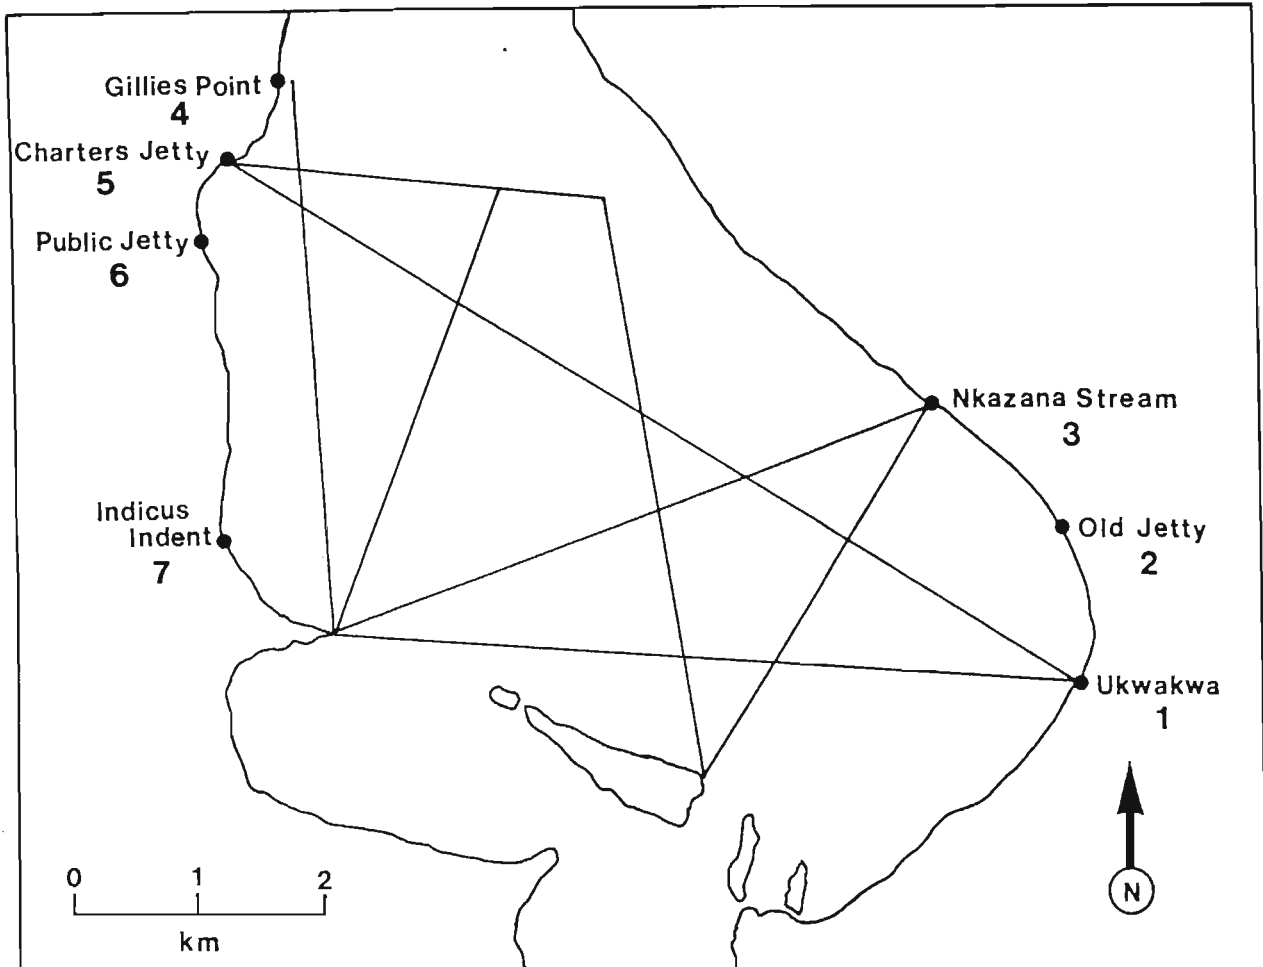 Gillies Point
4
Charters Jetty
5
Public Jetty
6
Nkazana Stream
3
Indicus
Indent
7
Old Jetty
2
Ukwakwa
1
0 1 2
km
N